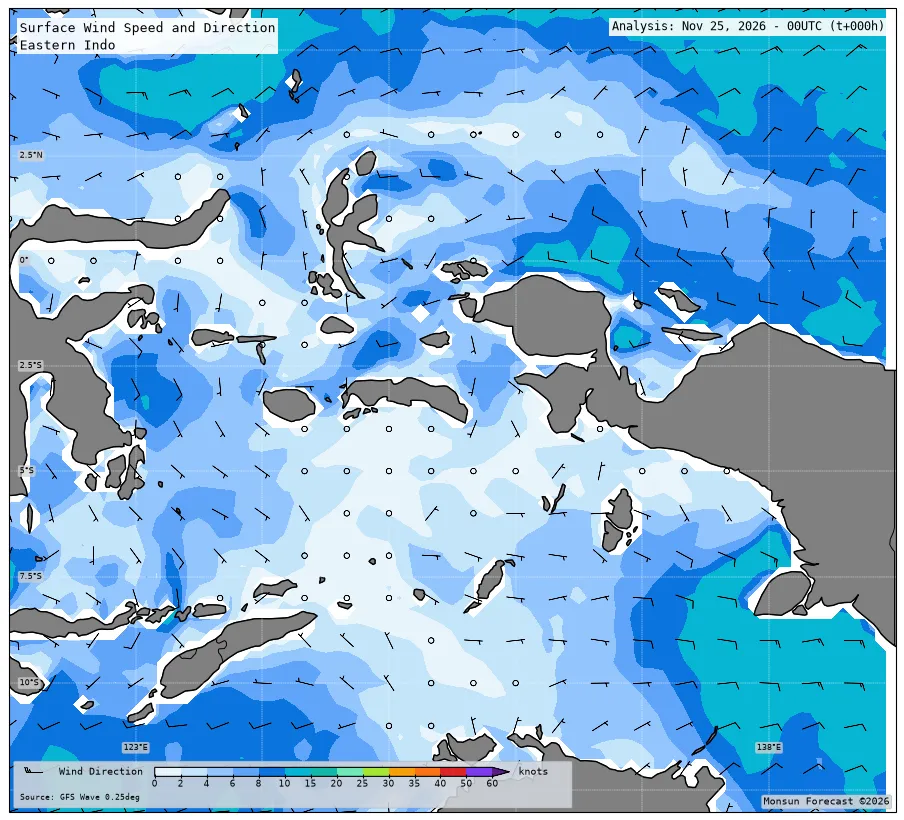 Surface Wind Speed and Direction
Eastern Indo
Analysis: Nov 25, 2026 - 00UTC (t+000h)
2.5°N
0°
2.5°S
5°S
7.5°S
10°S
123°E
138°E
Wind Direction
knots
0 2 4 6 8 10 15 20 25 30 35 40 50 60
Source: GFS Wave 0.25deg
Monsun Forecast ©2026